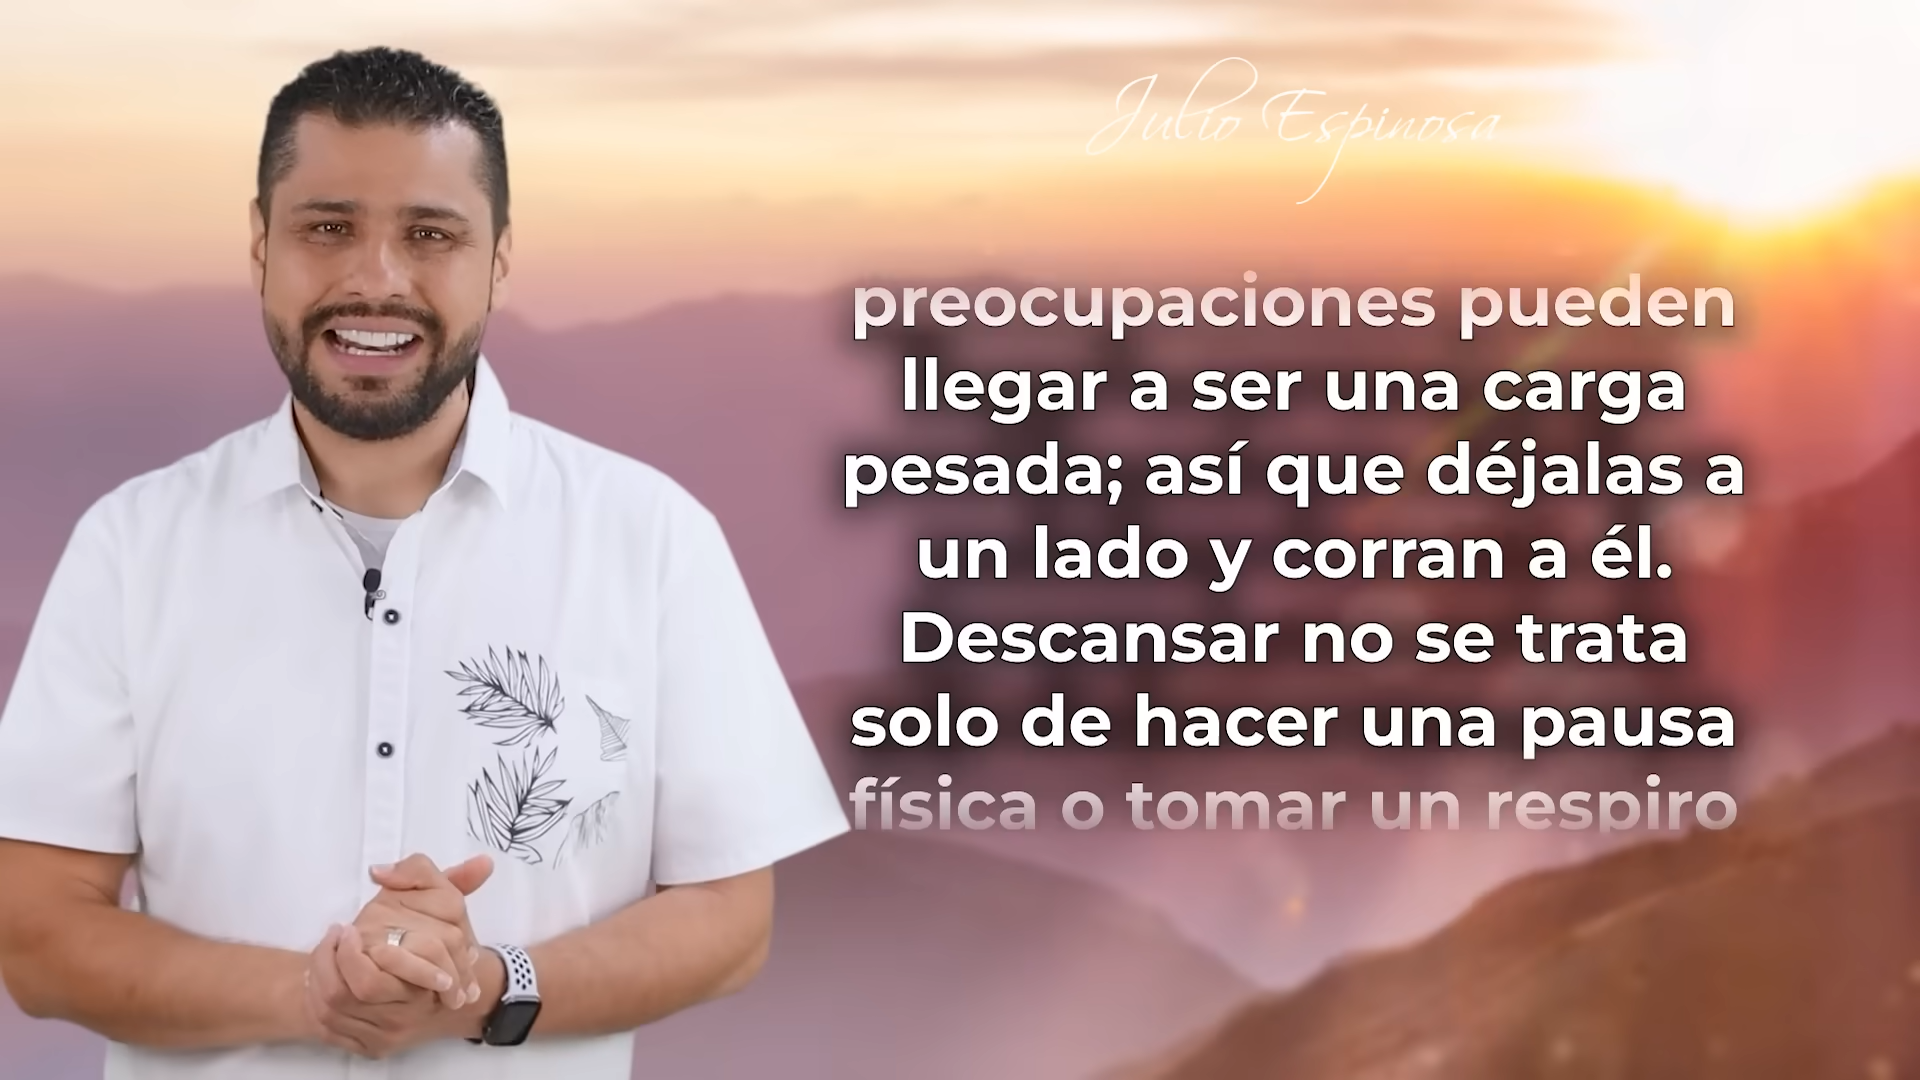 Julio Espinosa
preocupaciones pueden
llegar a ser una carga
pesada; así que déjalas a
un lado y corran a él.
Descansar no se trata
solo de hacer una pausa
física o tomar un respiro